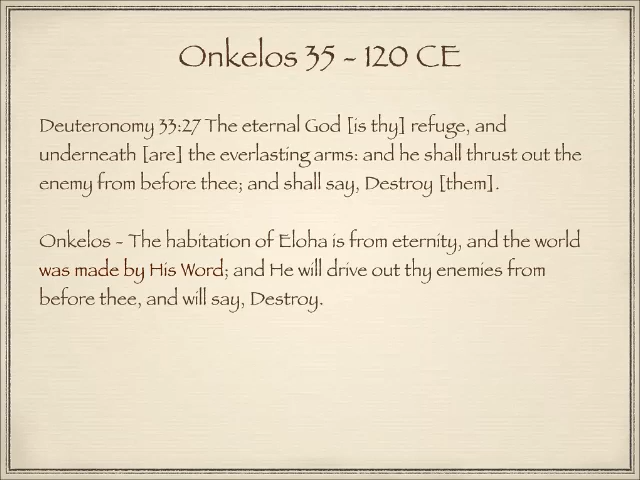 Onkelos 35 - 120 CE
Deuteronomy 33:27 The eternal God [is thy] refuge, and
underneath [are] the everlasting arms: and he shall thrust out the
enemy from before thee; and shall say, Destroy [them].
Onkelos - The habitation of Eloha is from eternity, and the world
was made by His Word; and He will drive out thy enemies from
before thee, and will say, Destroy.